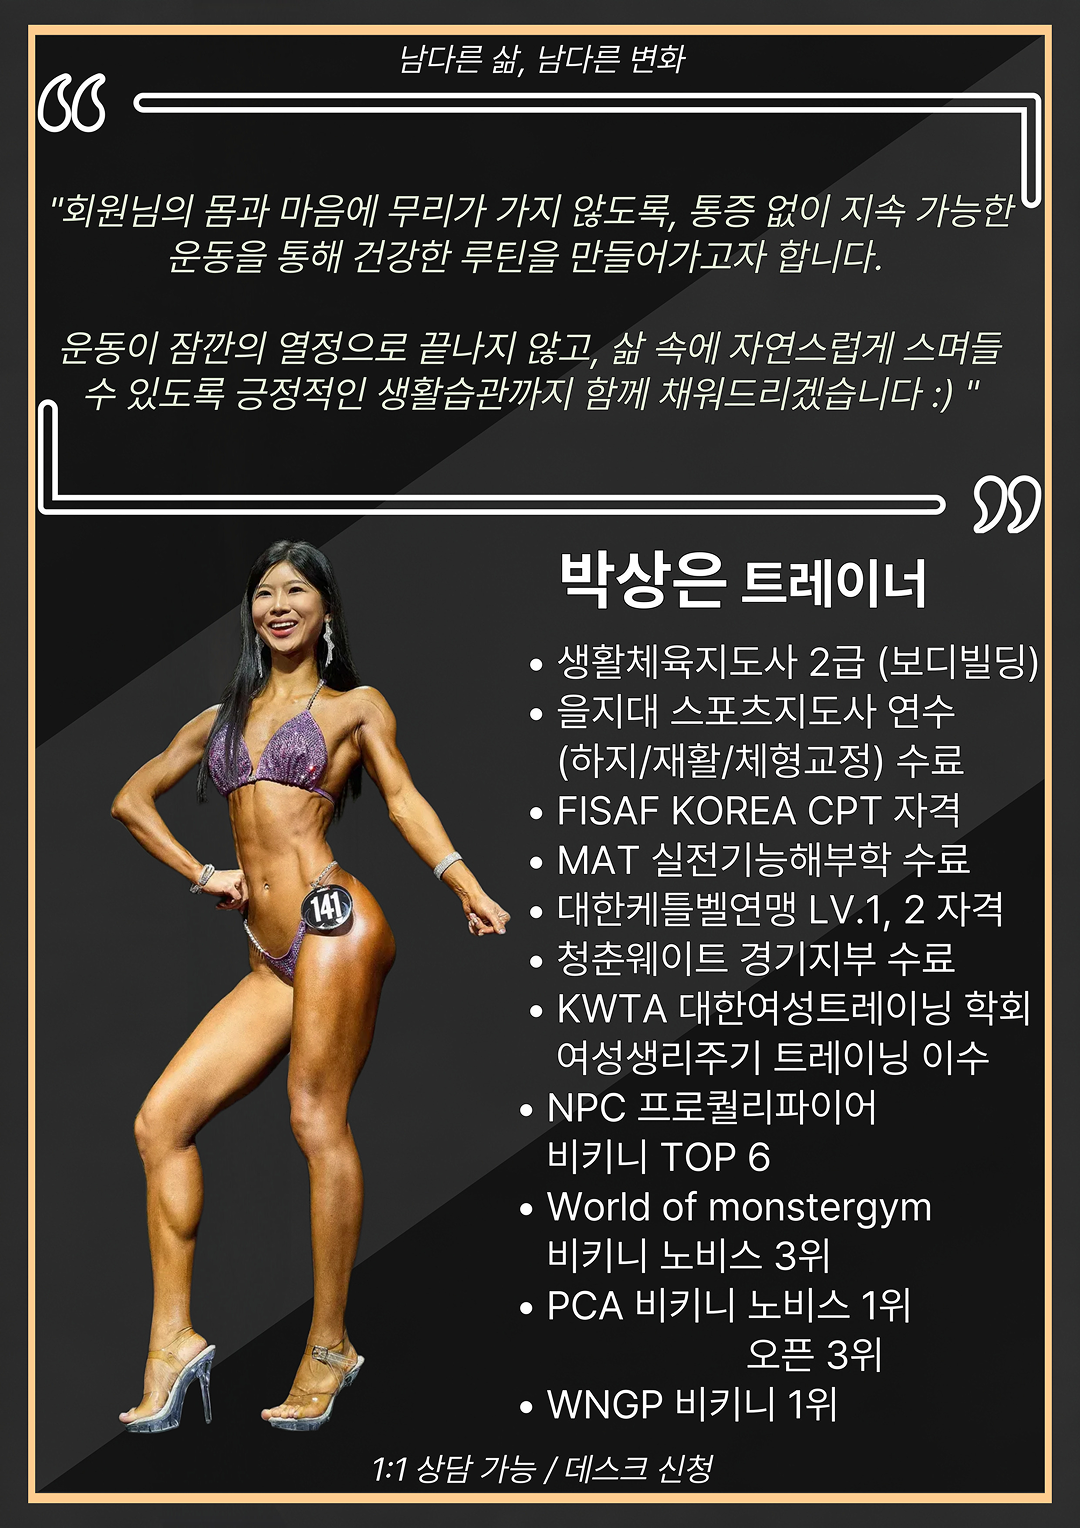 남다른 삶, 남다른 변화
"회원님의 몸과 마음에 무리가 가지 않도록, 통증 없이 지속 가능한
운동을 통해 건강한 루틴을 만들어가고자 합니다.
운동이 잠깐의 열정으로 끝나지 않고, 삶 속에 자연스럽게 스며들
수 있도록 긍정적인 생활습관까지 함께 채워드리겠습니다 :) "
박상은 트레이너
• 생활체육지도사 2급 (보디빌딩)
• 을지대 스포츠지도사 연수
(하지/재활/체형교정) 수료
• FISAF KOREA CPT 자격
• MAT 실전기능해부학 수료
• 대한케틀벨연맹 LV.1, 2 자격
• 청춘웨이트 경기지부 수료
• KWTA 대한여성트레이닝 학회
여성생리주기 트레이닝 이수
• NPC 프로퀄리파이어
비키니 TOP 6
• World of monstergym
비키니 노비스 3위
• PCA 비키니 노비스 1위
오픈 3위
• WNGP 비키니 1위
141
1:1 상담 가능 / 데스크 신청